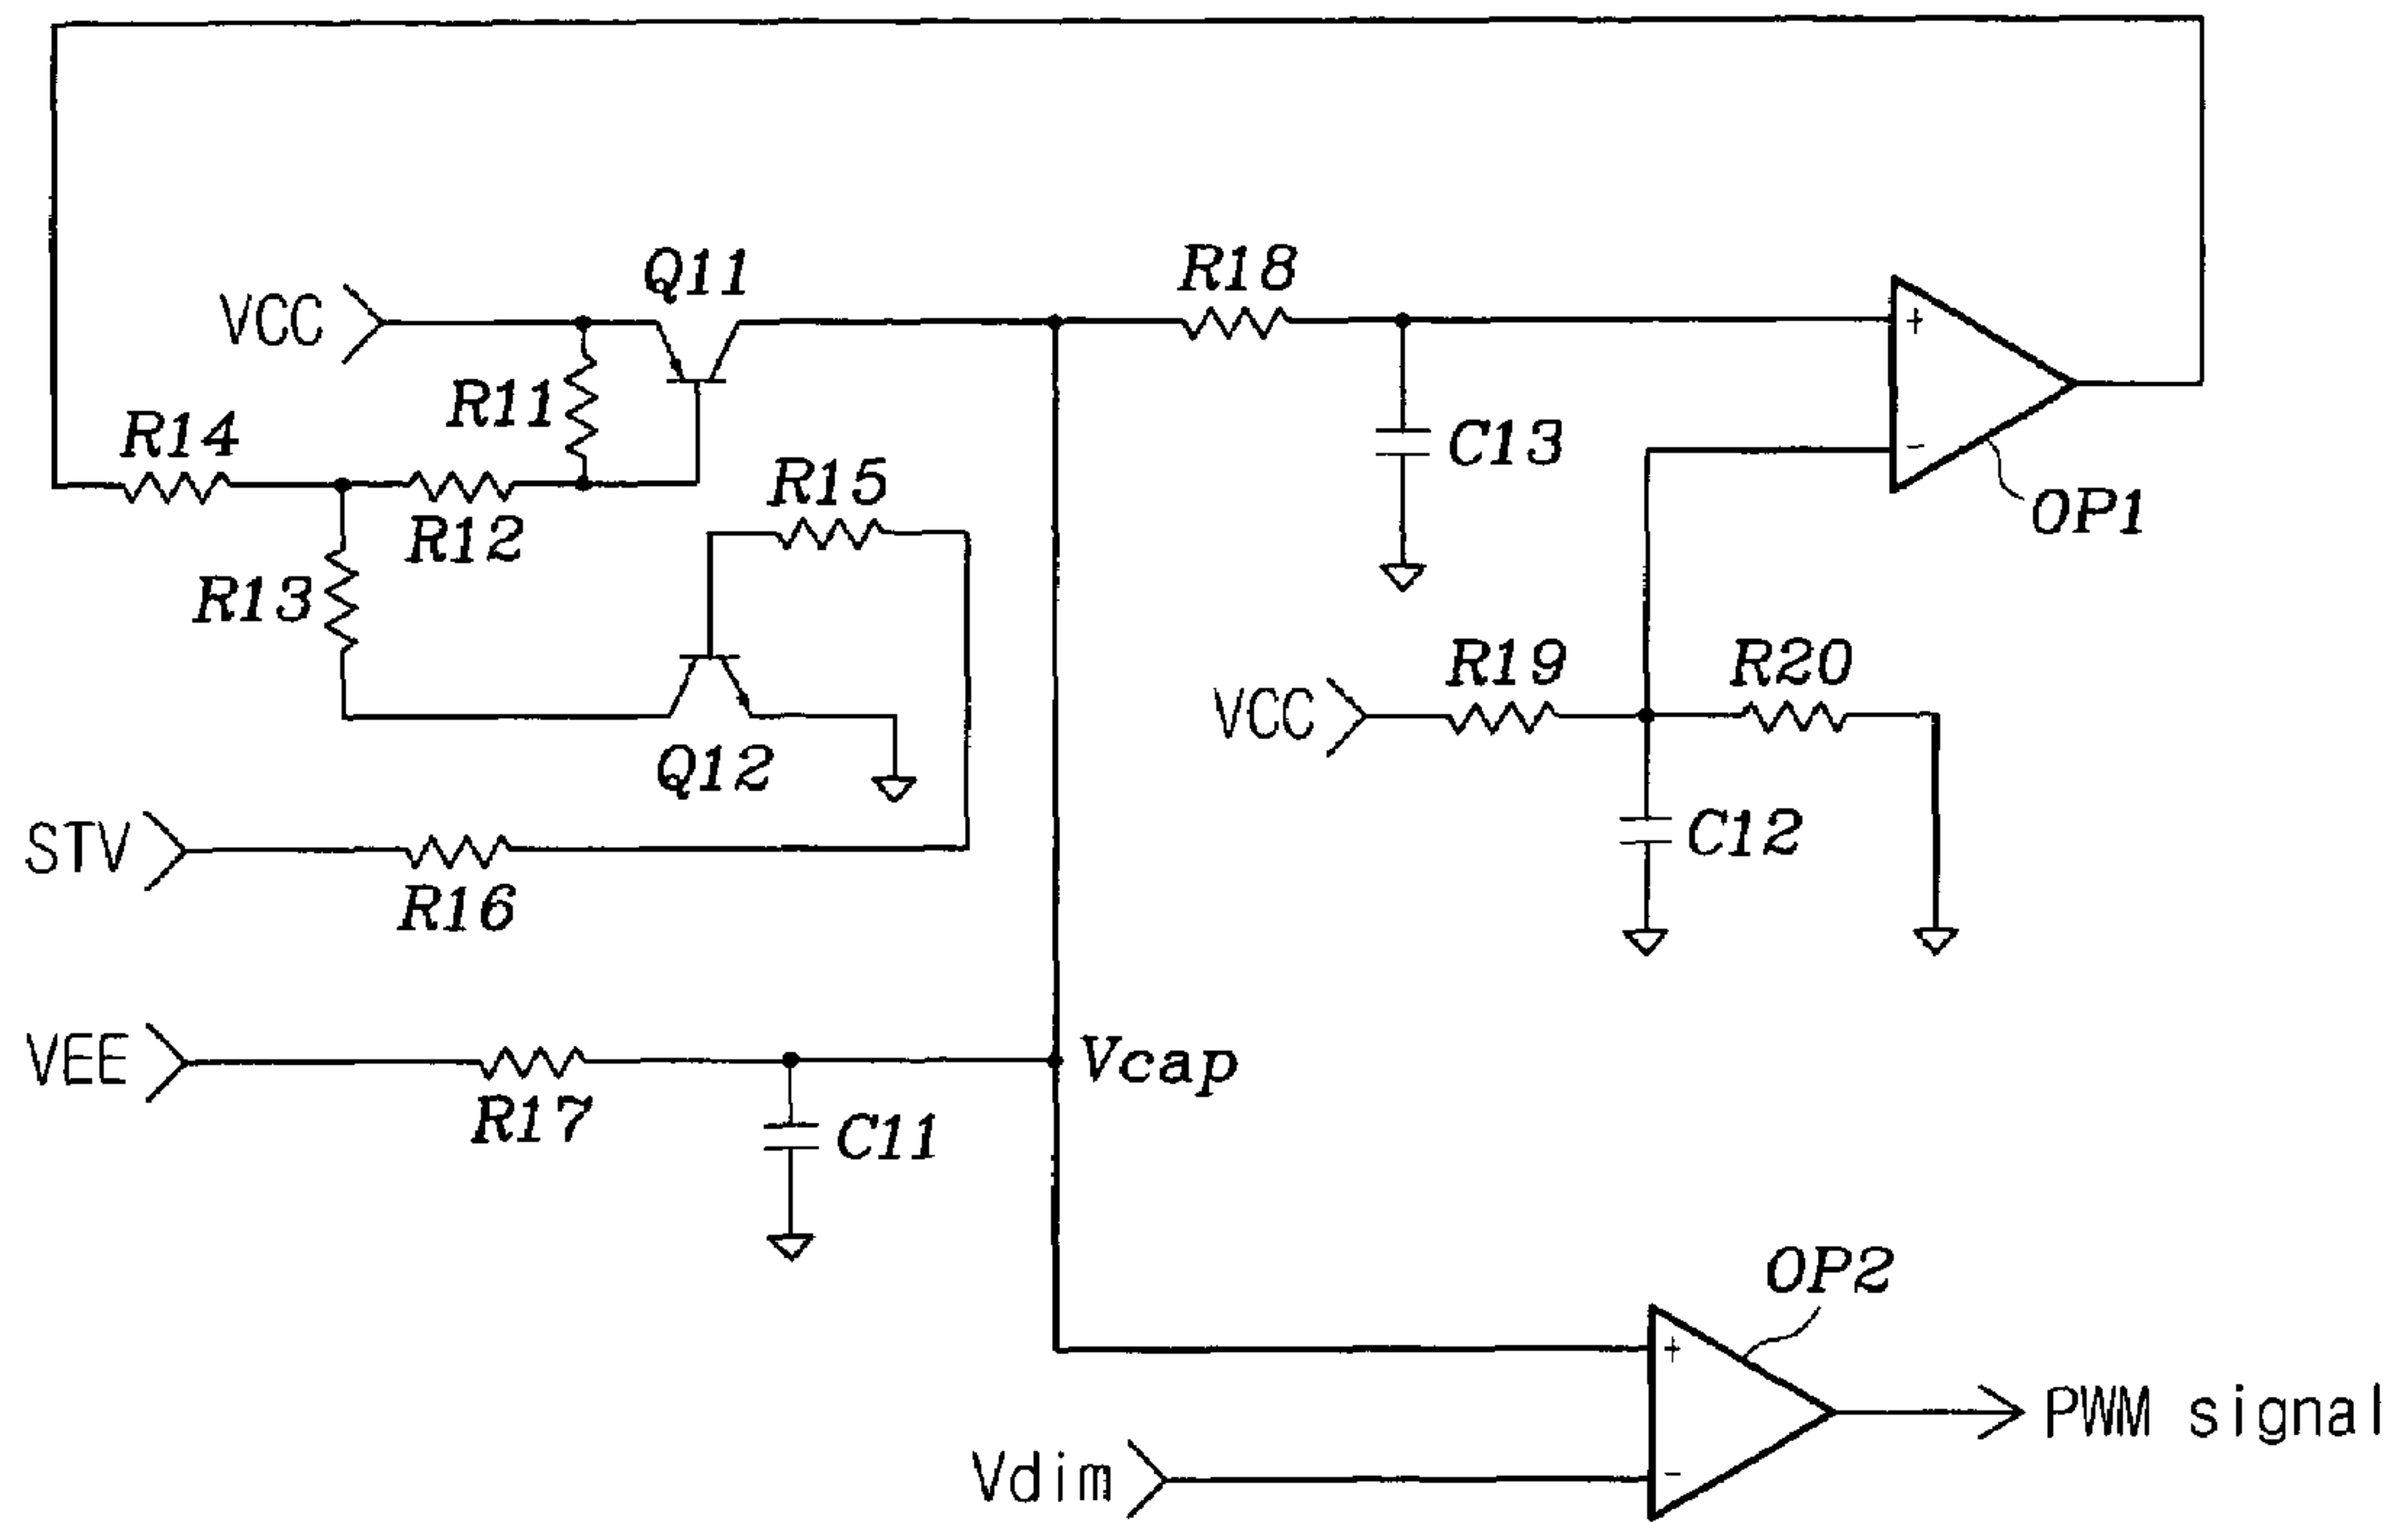 Q11
R18
VCC
+
R11
R14
C13
-
R15
OP1
R12
R13
R19
R20
VCC
Q12
STV
C12
R16
VEE
Vcap
R17
C11
OP2
+
PWM signal
Vdim
-